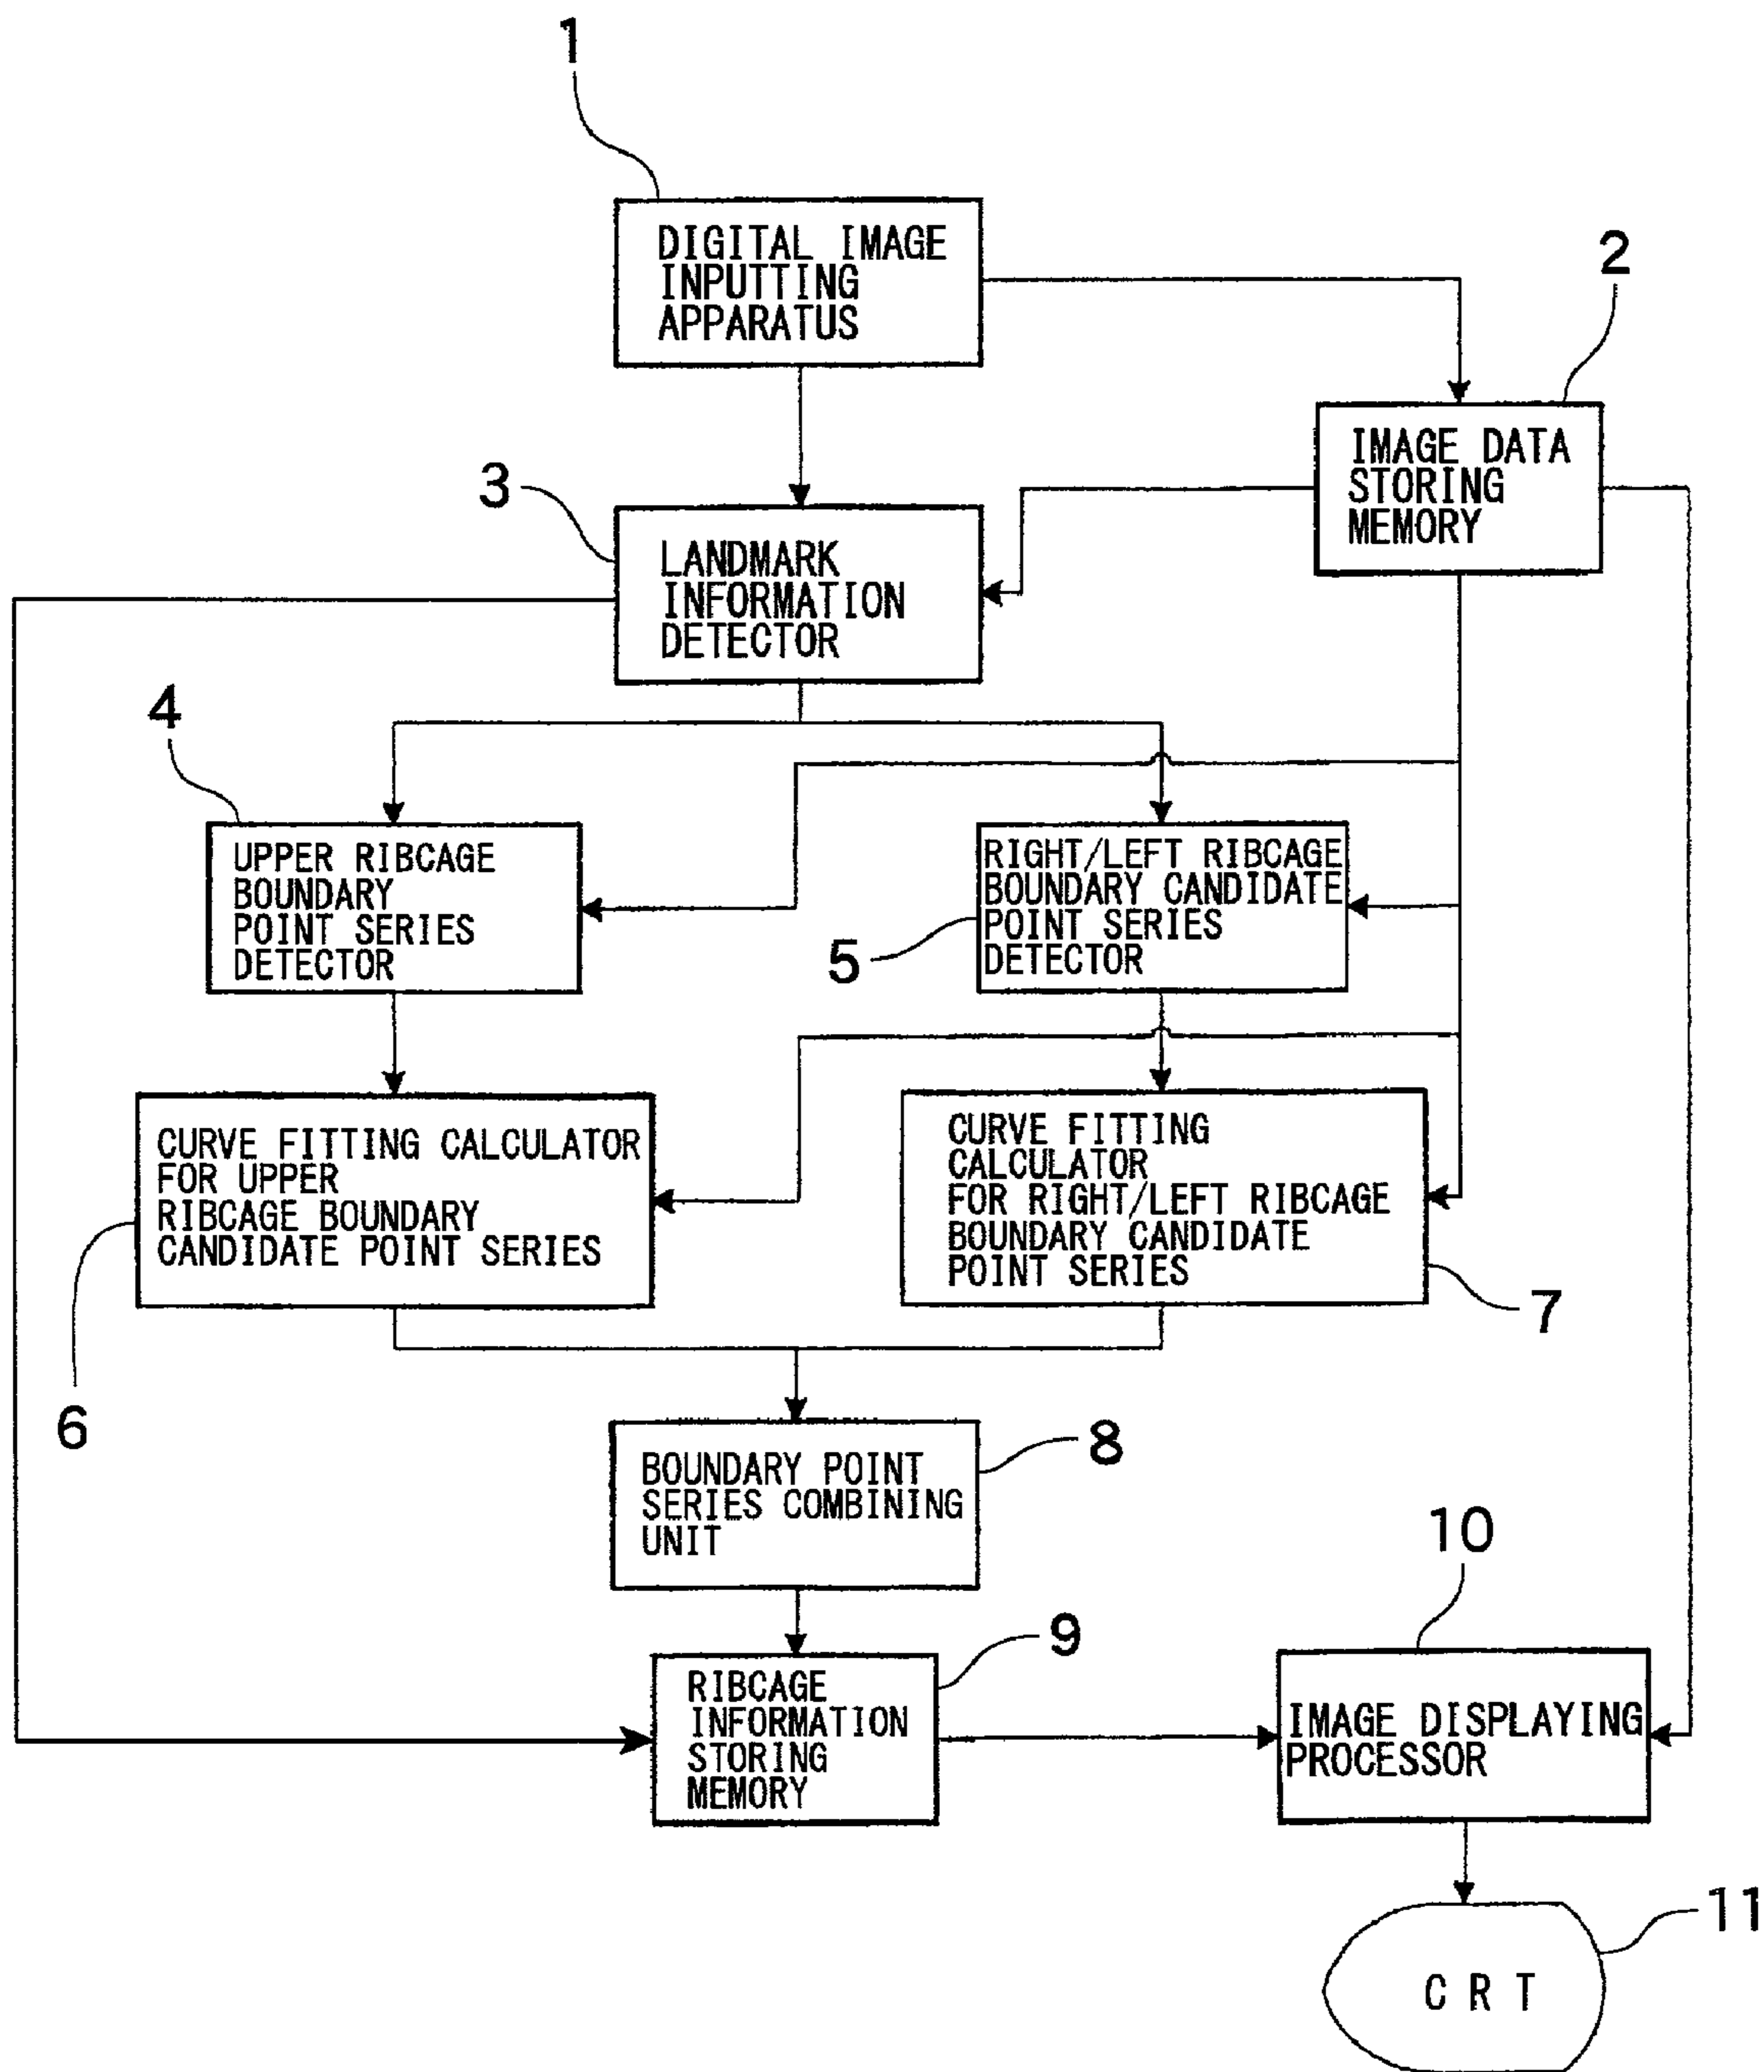 1
DIGITAL IMAGE
INPUTTING
APPARATUS
2
IMAGE DATA
STORING
MEMORY
3
LANDMARK
INFORMATION
DETECTOR
4
UPPER RIBCAGE
BOUNDARY
POINT SERIES
DETECTOR
RIGHT/LEFT RIBCAGE
BOUNDARY CANDIDATE
POINT SERIES
DETECTOR
5
CURVE FITTING CALCULATOR
FOR UPPER
RIBCAGE BOUNDARY
CANDIDATE POINT SERIES
6
CURVE FITTING
CALCULATOR
FOR RIGHT/LEFT RIBCAGE
BOUNDARY CANDIDATE
POINT SERIES
7
BOUNDARY POINT
SERIES COMBINING
UNIT
8
RIBCAGE
INFORMATION
STORING
MEMORY
9
10
IMAGE DISPLAYING
PROCESSOR
11
CRT